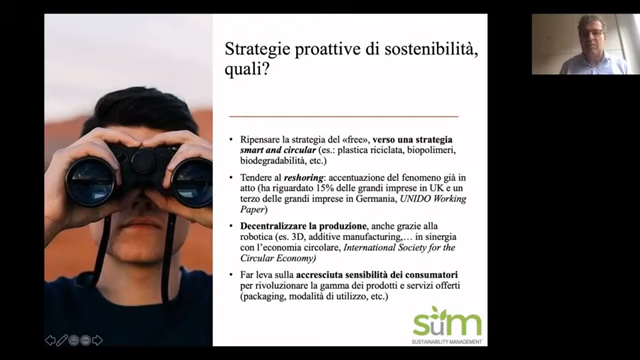 Strategie proattive di sostenibilità,
quali?
• Ripensare la strategia del «free», verso una strategia
smart and circular (es.: plastica riciclata, biopolimeri,
biodegradabilità, etc.)
• Tendere al reshoring: accentuazione del fenomeno già in
atto (ha riguardato 15% delle grandi imprese in UK e un
terzo delle grandi imprese in Germania, UNIDO Working
Paper)
• Decentralizzare la produzione, anche grazie alla
robotica (es. 3D, additive manufacturing,… in sinergia
con l’economia circolare, International Society for the
Circular Economy)
• Far leva sulla accresciuta sensibilità dei consumatori
per rivoluzionare la gamma dei prodotti e servizi offerti
(packaging, modalità di utilizzo, etc.)
sum
SUSTAINABILITY MANAGEMENT